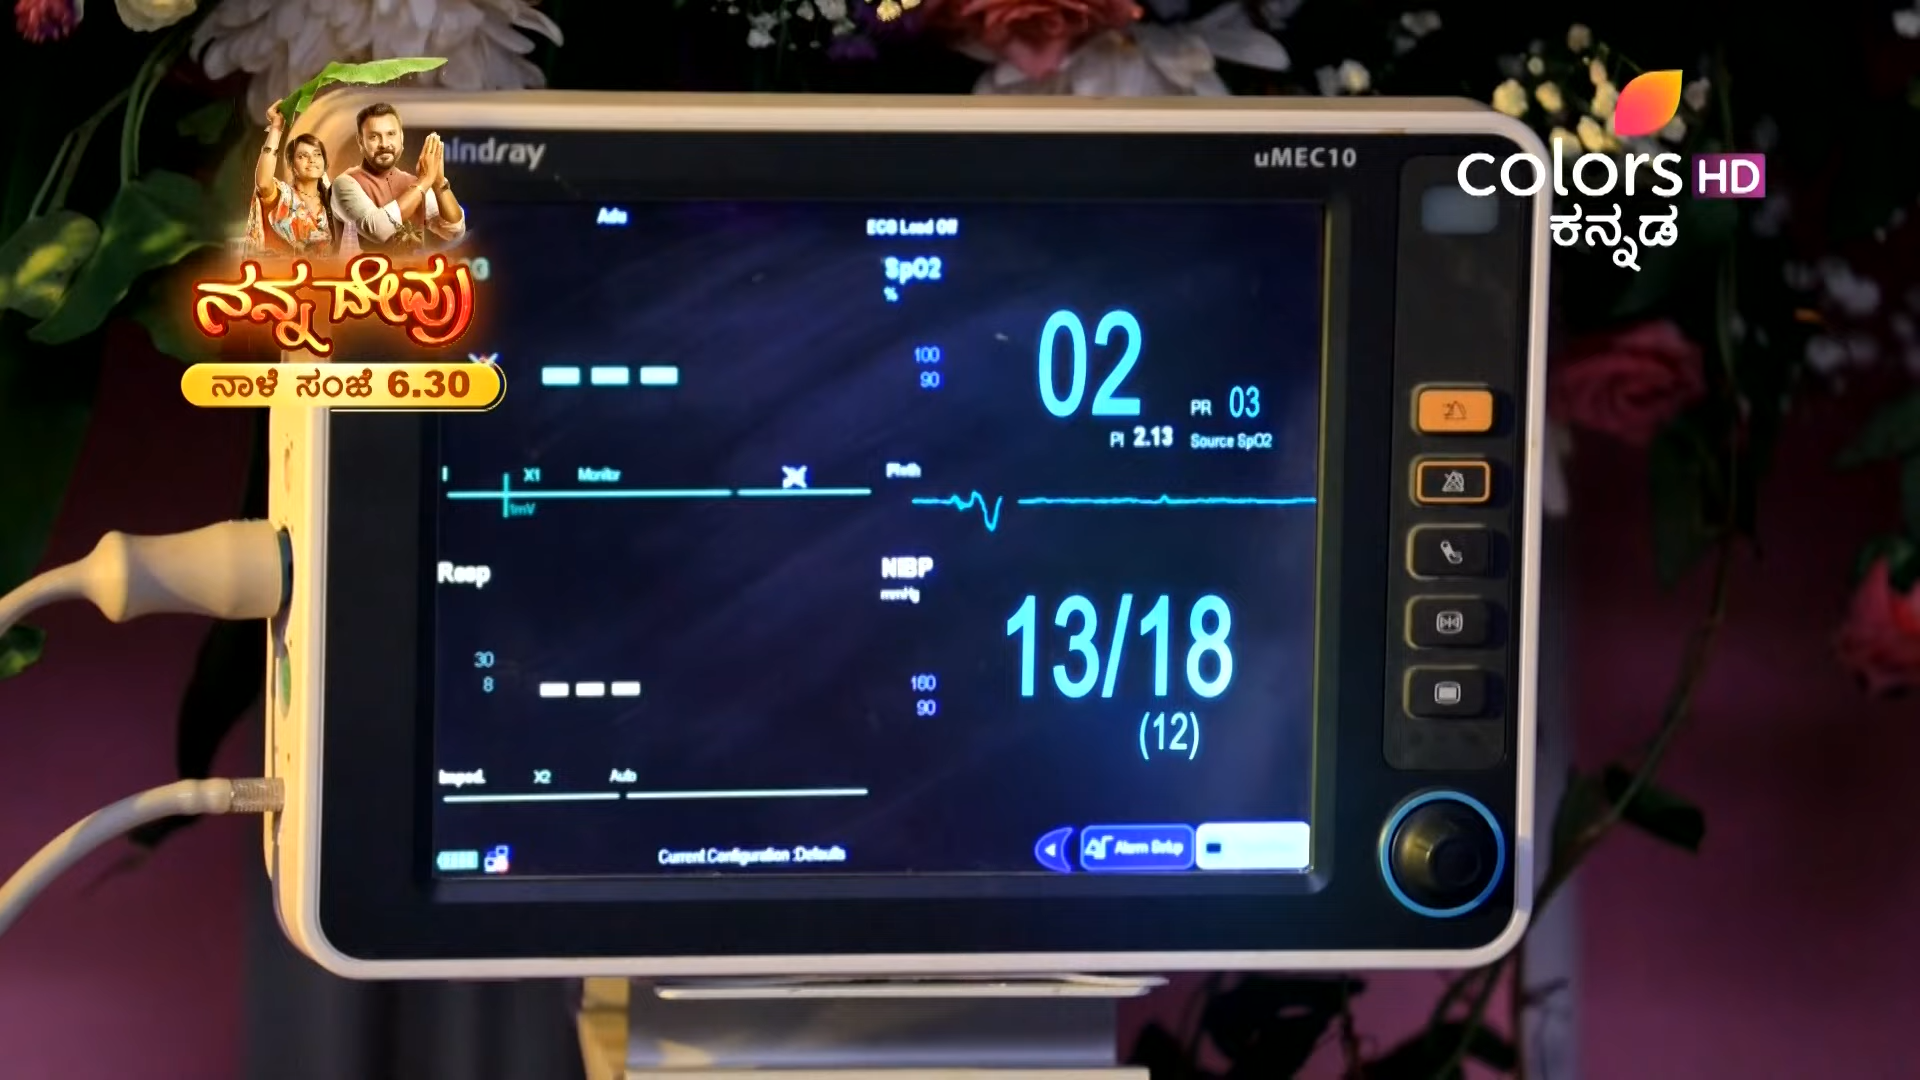 mindray
uMEC10
colors HD
ಕನ್ನಡ
ನನ್ನ ದೇವ್ರು
ನಾಳೆ ಸಂಜೆ 6.30
Adu
ECG Lead Off
SpO2
%
100
90
02
PR 03
PI 2.13
Source SpO2
I
X1
Monitor
1mV
Pleth
Resp
30
8
NIBP
mmHg
160
90
13/18
(12)
Imped.
X2
Auto
Current Configuration :Defaults
Alarm Setup